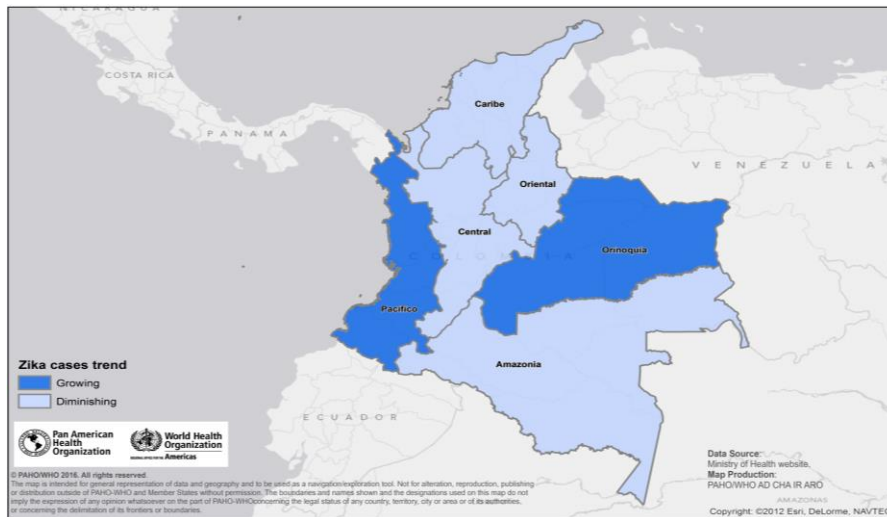 NICARAGUA
COSTA RICA
PANAMA
VENEZUELA
Caribe
Oriental
Central
Orinoquia
COLOMBIA
Pacifico
Amazonia
ECUADOR
Zika cases trend
Growing
Diminishing
Pan American
Health
Organization
World Health
Organization
Americas
© PAHO/WHO 2016. All rights reserved.
The map is intended for general representation of data and geography and to be used as a navigation/exploration tool. Not for alteration, reproduction, publishing
or distribution outside of PAHO-WHO and Member States without permission. The boundaries and names shown and the designations used on this map do not
imply the expression of any opinion whatsoever on the part of PAHO-WHOconcerning the legal status of any country, territory, city or area or of its authorities,
or concerning the delimitation of its frontiers or boundaries.
Data Source:
Ministry of Health website,
Map Production:
PAHO/WHO AD CHA IR ARO
AMAZONAS
Copyright: ©2012 Esri, DeLorme, NAVTEQ